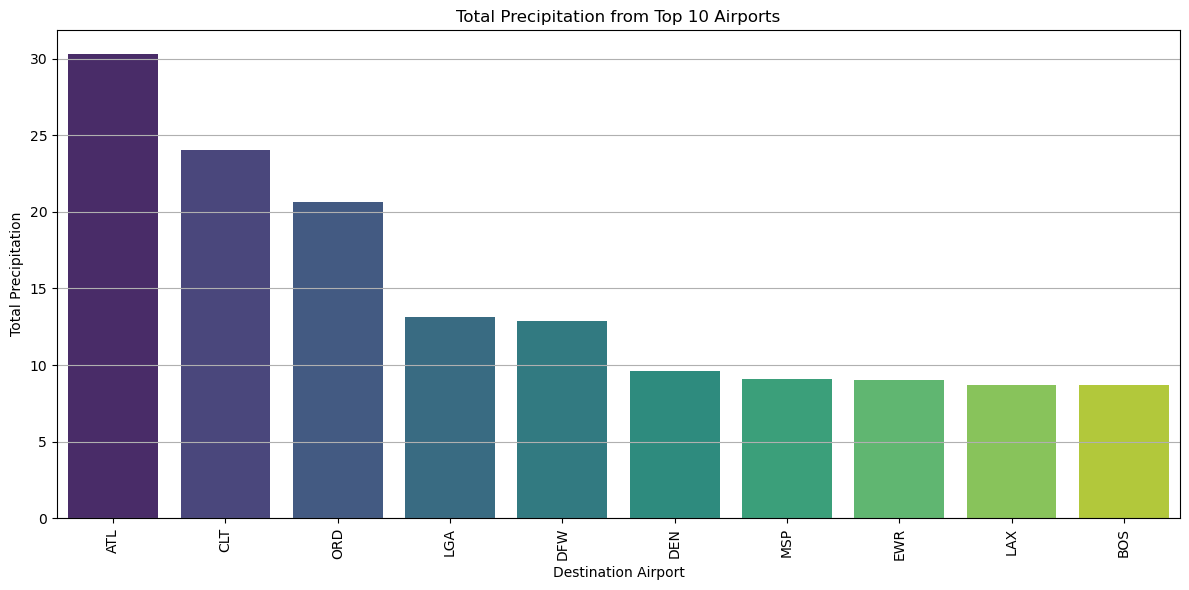 Total Precipitation from Top 10 Airports
Total Precipitation
30
25
20
15
10
5
0
ATL
CLT
ORD
LGA
DFW
DEN
MSP
EWR
LAX
BOS
Destination Airport